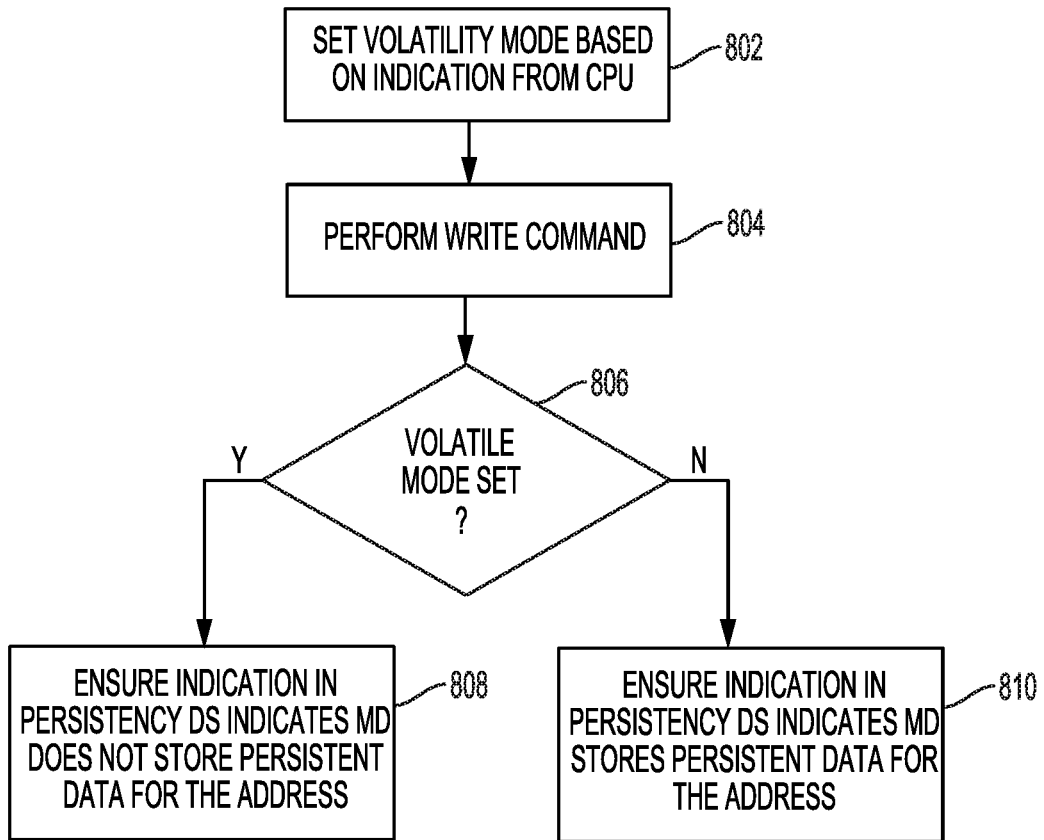 SET VOLATILITY MODE BASED
ON INDICATION FROM CPU
802
PERFORM WRITE COMMAND
804
806
VOLATILE
MODE SET
?
Y
N
ENSURE INDICATION IN
PERSISTENCY DS INDICATES MD
DOES NOT STORE PERSISTENT
DATA FOR THE ADDRESS
808
ENSURE INDICATION IN
PERSISTENCY DS INDICATES MD
STORES PERSISTENT DATA FOR
THE ADDRESS
810